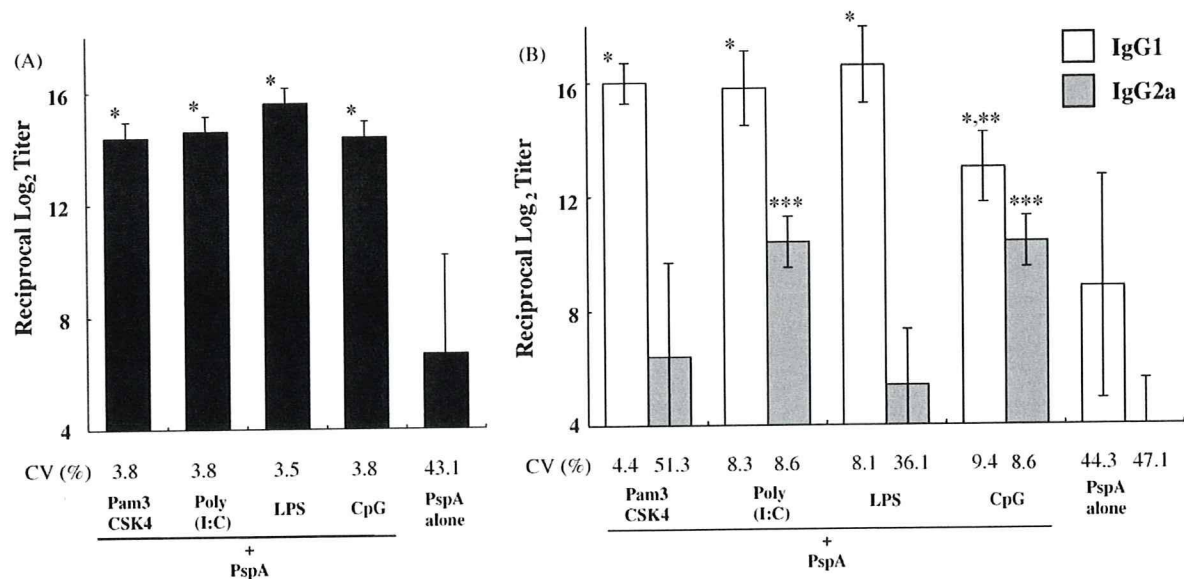 (A)
Reciprocal Log2 Titer
16
12
8
4
*
*
*
*
CV (%) 3.8 3.8 3.5 3.8 43.1
Pam3 CSK4
Poly (I:C)
LPS
CpG
PspA alone
+
PspA
(B)
Reciprocal Log2 Titer
16
12
8
4
*
*
*
*,**
***
***
IgG1
IgG2a
CV (%) 4.4 51.3 8.3 8.6 8.1 36.1 9.4 8.6 44.3 47.1
Pam3 CSK4
Poly (I:C)
LPS
CpG
PspA alone
+
PspA